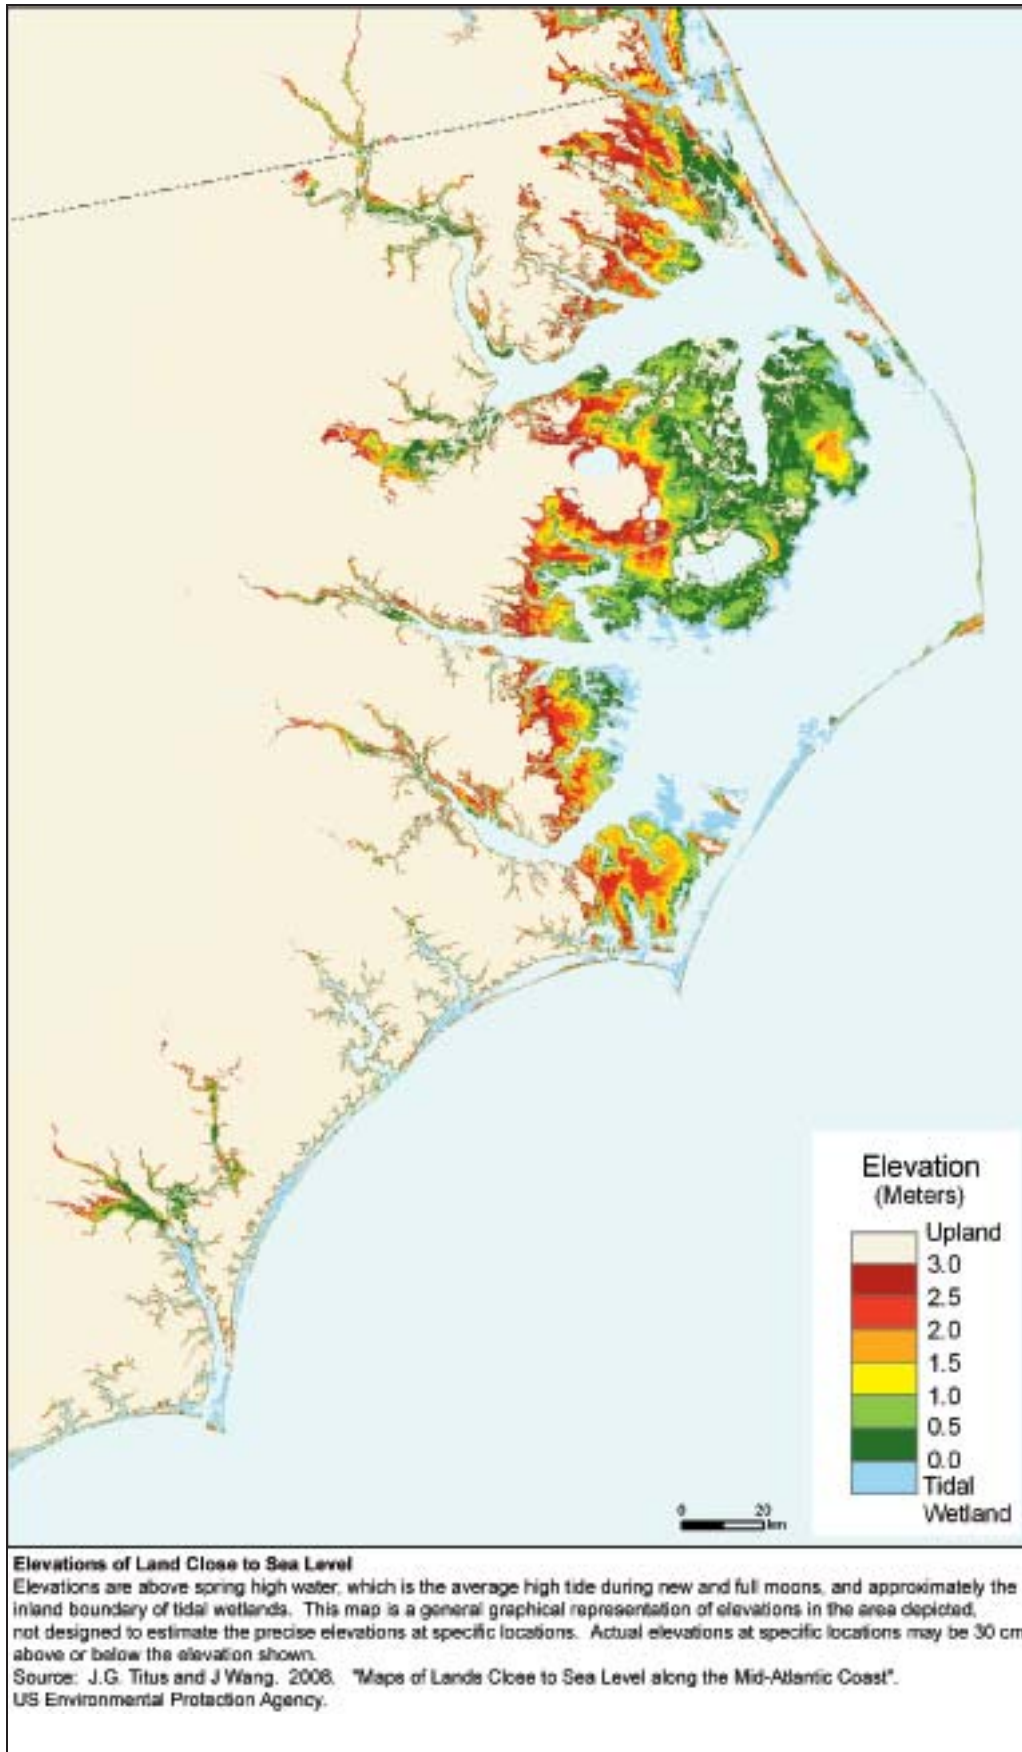 Elevation
(Meters)
Upland
3.0
2.5
2.0
1.5
1.0
0.5
0.0
Tidal
Wetland
0 20
km
Elevations of Land Close to Sea Level
Elevations are above spring high water, which is the average high tide during new and full moons, and approximately the
inland boundary of tidal wetlands. This map is a general graphical representation of elevations in the area depicted,
not designed to estimate the precise elevations at specific locations. Actual elevations at specific locations may be 30 cm
above or below the elevation shown.
Source: J.G. Titus and J Wang. 2008. "Maps of Lands Close to Sea Level along the Mid-Atlantic Coast".
US Environmental Protection Agency.